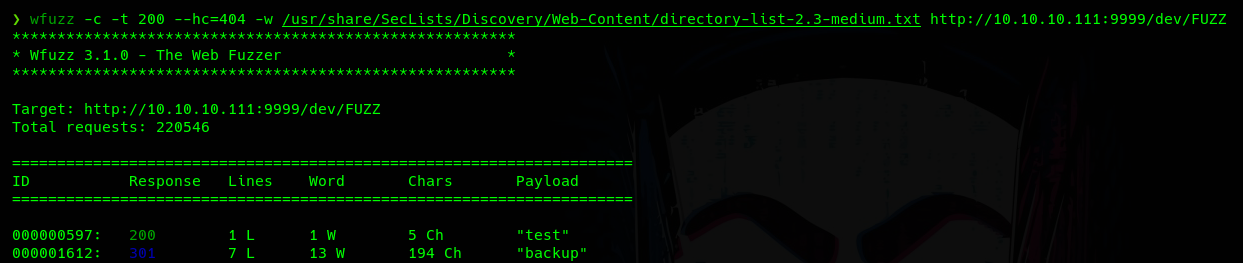 ❯ wfuzz -c -t 200 --hc=404 -w /usr/share/SecLists/Discovery/Web-Content/directory-list-2.3-medium.txt http://10.10.10.111:9999/dev/FUZZ
********************************************************
* Wfuzz 3.1.0 - The Web Fuzzer                         *
********************************************************

Target: http://10.10.10.111:9999/dev/FUZZ
Total requests: 220546

=====================================================================
ID           Response   Lines    Word       Chars       Payload
=====================================================================

000000597:   200        1 L      1 W        5 Ch        "test"
000001612:   301        7 L      13 W       194 Ch      "backup"